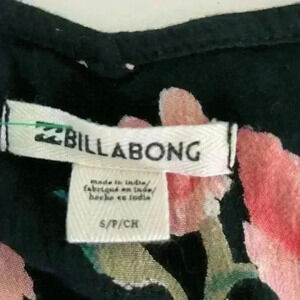 BILLABONG
made in India/
fabriqué en Inde/
hecho en India
S/P/CH